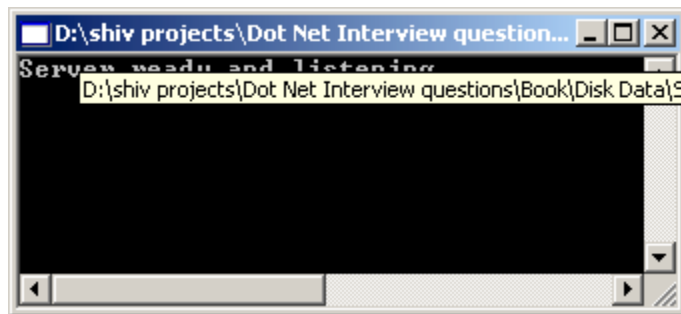 D:\shiv projects\Dot Net Interview question...
Server ready and listening
D:\shiv projects\Dot Net Interview questions\Book\Disk Data\S